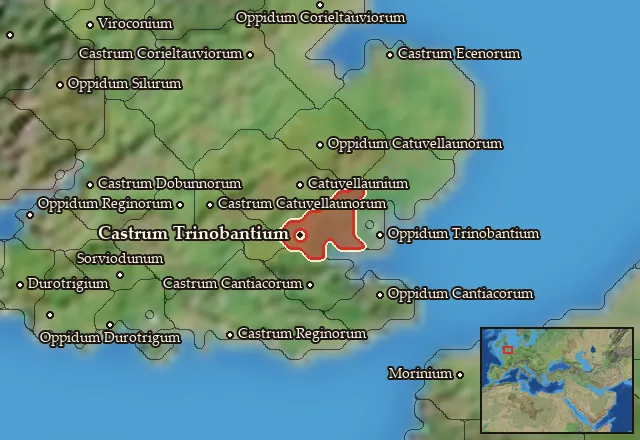 Oppidum Corieltauviorum
Viroconium
Castrum Corieltauviorum
Castrum Ecenorum
Oppidum Silurum
Oppidum Catuvellaunorum
Castrum Dobunnorum
Catuvellaunium
Oppidum Reginorum
Castrum Catuvellaunorum
Castrum Trinobantium
Oppidum Trinobantium
Sorviodunum
Durotrigium
Castrum Cantiacorum
Oppidum Cantiacorum
Oppidum Durotrigum
Castrum Reginorum
Morinium